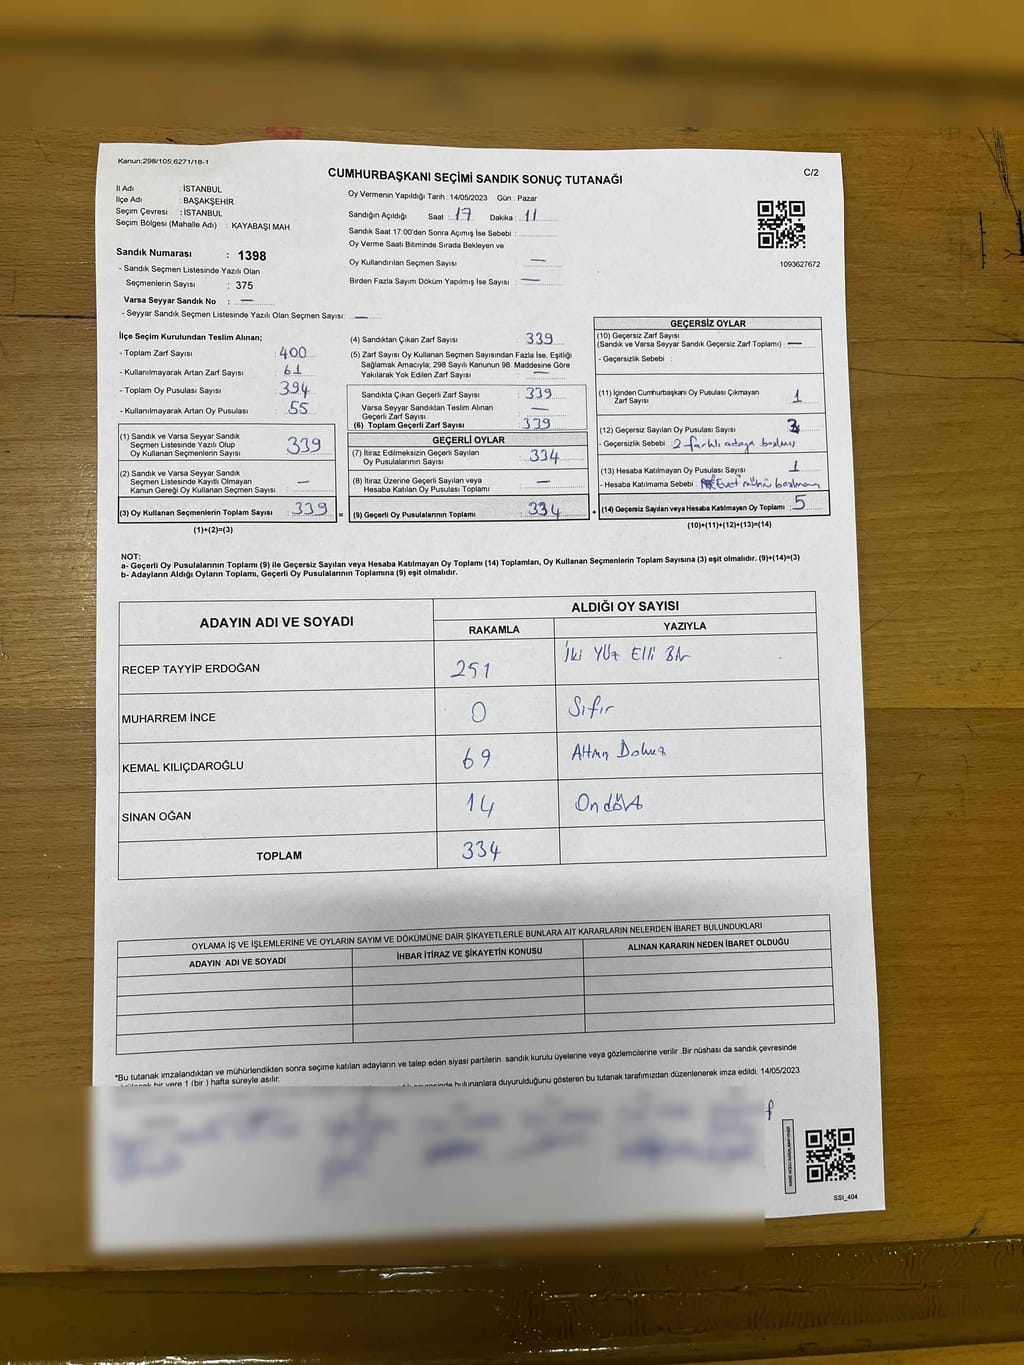 Kanun;298/105;6271/18-1
C/2
CUMHURBAŞKANI SEÇİMİ SANDIK SONUÇ TUTANAĞI
İl Adı : İSTANBUL
İlçe Adı : BAŞAKŞEHİR
Seçim Çevresi : İSTANBUL
Seçim Bölgesi (Mahalle Adı) : KAYABAŞI MAH.
Sandık Numarası : 1398
- Sandık Seçmen Listesinde Yazılı Olan
Seçmenlerin Sayısı : 375
Varsa Seyyar Sandık No : —
- Seyyar Sandık Seçmen Listesinde Yazılı Olan Seçmen Sayısı: —
Oy Vermenin Yapıldığı Tarih : 14/05/2023 Gün : Pazar
Sandığın Açıldığı Saat : 17 Dakika : 11
Sandık Saat 17:00'den Sonra Açımış İse Sebebi :
Oy Verme Saati Bitiminde Sırada Bekleyen ve
Oy Kullandırılan Seçmen Sayısı : —
Birden Fazla Sayım Döküm Yapılmış İse Sayısı : —
1093627672
İlçe Seçim Kurulundan Teslim Alınan;
- Toplam Zarf Sayısı : 400
- Kullanılmayarak Artan Zarf Sayısı : 61
- Toplam Oy Pusulası Sayısı : 394
- Kullanılmayarak Artan Oy Pusulası : 55
(1) Sandık ve Varsa Seyyar Sandık
Seçmen Listesinde Yazılı Olup
Oy Kullanan Seçmenlerin Sayısı : 339
(2) Sandık ve Varsa Seyyar Sandık
Seçmen Listesinde Kayıtlı Olmayan
Kanun Gereği Oy Kullanan Seçmen Sayısı : —
(3) Oy Kullanan Seçmenlerin Toplam Sayısı : 339 =
(1)+(2)=(3)
(4) Sandıktan Çıkan Zarf Sayısı : 339
(5) Zarf Sayısı Oy Kullanan Seçmen Sayısından Fazla İse, Eşitliği
Sağlamak Amacıyla; 298 Sayılı Kanunun 98. Maddesine Göre
Yakılarak Yok Edilen Zarf Sayısı : —
Sandıkta Çıkan Geçerli Zarf Sayısı : 339
Varsa Seyyar Sandıktan Teslim Alınan
Geçerli Zarf Sayısı : —
(6) Toplam Geçerli Zarf Sayısı : 339
GEÇERLİ OYLAR
(7) İtiraz Edilmeksizin Geçerli Sayılan
Oy Pusulalarının Sayısı : 334
(8) İtiraz Üzerine Geçerli Sayılan veya
Hesaba Katılan Oy Pusulası Toplamı : —
(9) Geçerli Oy Pusulalarının Toplamı : 334 +
GEÇERSİZ OYLAR
(10) Geçersiz Zarf Sayısı
(Sandık ve Varsa Seyyar Sandık Geçersiz Zarf Toplamı) : —
- Geçersizlik Sebebi :
(11) İçinden Cumhurbaşkanı Oy Pusulası Çıkmayan
Zarf Sayısı : 1
(12) Geçersiz Sayılan Oy Pusulası Sayısı : 3
- Geçersizlik Sebebi : 2 farklı adaya basılmış
(13) Hesaba Katılmayan Oy Pusulası Sayısı : 1
- Hesaba Katılmama Sebebi : Evet mührü basılmamış
(14) Geçersiz Sayılan veya Hesaba Katılmayan Oy Toplamı : 5
(10)+(11)+(12)+(13)=(14)
NOT:
a- Geçerli Oy Pusulalarının Toplamı (9) ile Geçersiz Sayılan veya Hesaba Katılmayan Oy Toplamı (14) Toplamları, Oy Kullanan Seçmenlerin Toplam Sayısına (3) eşit olmalıdır. (9)+(14)=(3)
b- Adayların Aldığı Oyların Toplamı, Geçerli Oy Pusulalarının Toplamına (9) eşit olmalıdır.
ADAYIN ADI VE SOYADI
ALDIĞI OY SAYISI
RAKAMLA YAZIYLA
RECEP TAYYİP ERDOĞAN 251 İki Yüz Elli Bir
MUHARREM İNCE 0 Sıfır
KEMAL KILIÇDAROĞLU 69 Altmış Dokuz
SİNAN OĞAN 14 On dört
TOPLAM 334
OYLAMA İŞ VE İŞLEMLERİNE VE OYLARIN SAYIM VE DÖKÜMÜNE DAİR ŞİKAYETLERLE BUNLARA AİT KARARLARIN NELERDEN İBARET BULUNDUKLARI
ADAYIN ADI VE SOYADI İHBAR İTİRAZ VE ŞİKAYETİN KONUSU ALINAN KARARIN NEDEN İBARET OLDUĞU
*Bu tutanak imzalandıktan ve mühürlendikten sonra seçime katılan adayların ve talep eden siyasi partilerin sandık kurulu üyelerine veya gözlemcilerine verilir .Bir nüshası da sandık çevresinde
bir yere 1 (bir ) hafta süreyle asılır.
bulunanlara duyurulduğunu gösteren bu tutanak tarafımızdan düzenlenerek imza edildi. 14/05/2023
SSI_404